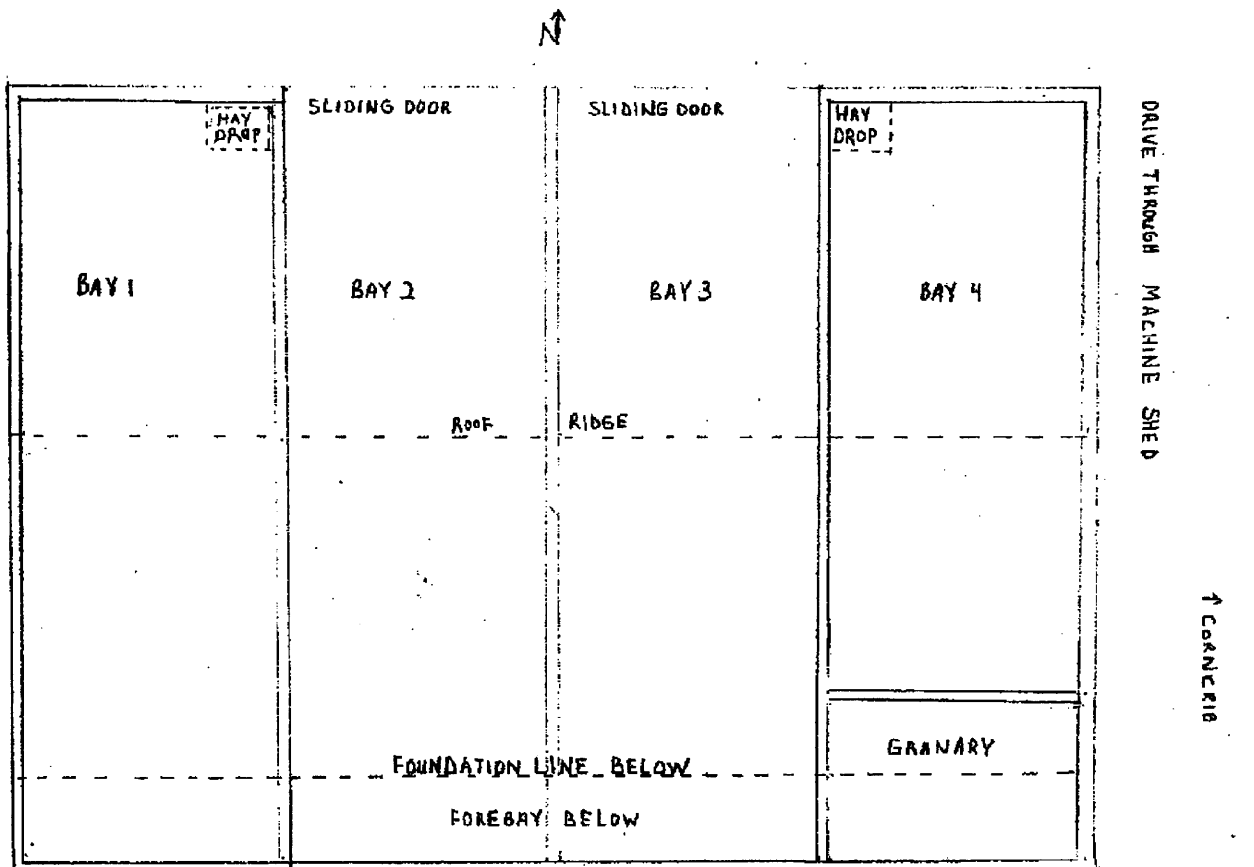 N
SLIDING DOOR
SLIDING DOOR
HAY
DROP
HAY
DROP
BAY 1
BAY 2
BAY 3
BAY 4
ROOF RIDGE
GRANARY
FOUNDATION LINE BELOW
FOREBAY BELOW
DRIVE THROUGH MACHINE SHED
CORNCRIB